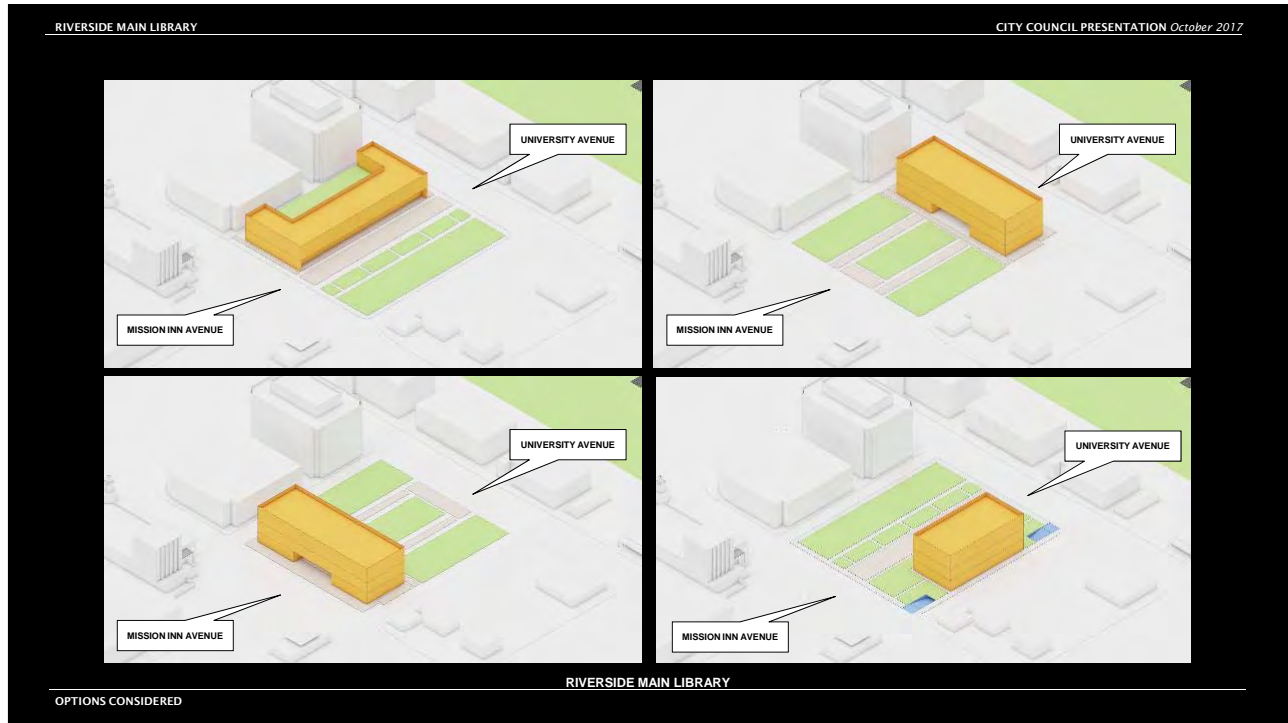 RIVERSIDE MAIN LIBRARY
CITY COUNCIL PRESENTATION October 2017
UNIVERSITY AVENUE
MISSION INN AVENUE
UNIVERSITY AVENUE
MISSION INN AVENUE
UNIVERSITY AVENUE
MISSION INN AVENUE
UNIVERSITY AVENUE
MISSION INN AVENUE
RIVERSIDE MAIN LIBRARY
OPTIONS CONSIDERED